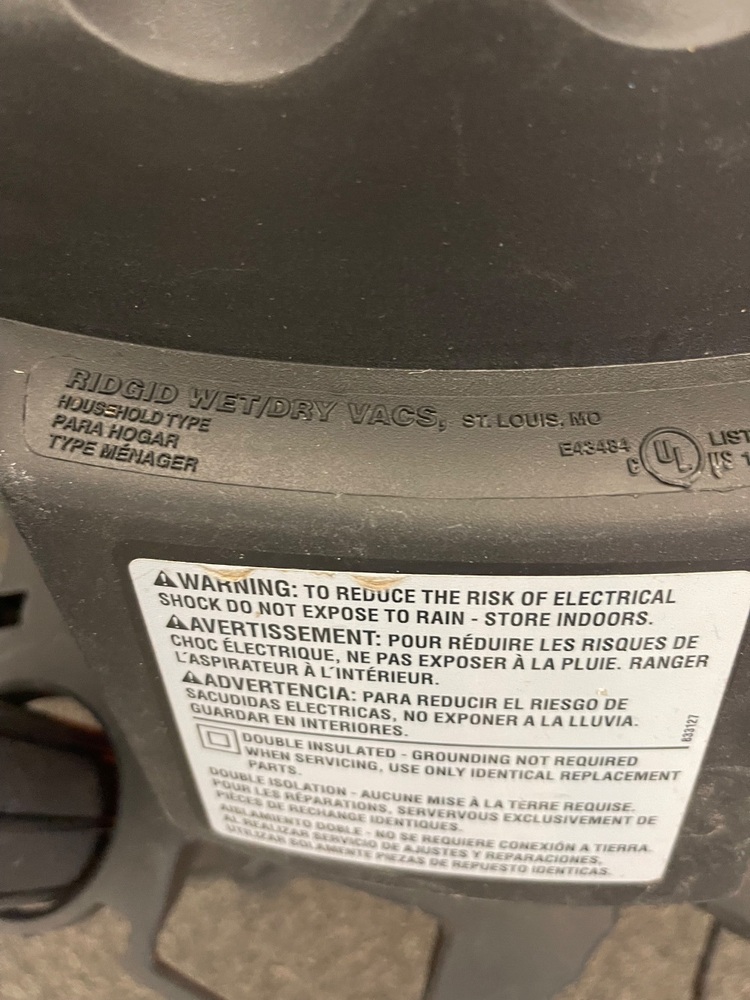 RIDGID WET/DRY VACS, ST. LOUIS, MO
HOUSEHOLD TYPE
PARA HOGAR
TYPE MÉNAGER
E43484
C UL US
LIST
1
⚠WARNING: TO REDUCE THE RISK OF ELECTRICAL
SHOCK DO NOT EXPOSE TO RAIN - STORE INDOORS.
⚠AVERTISSEMENT: POUR RÉDUIRE LES RISQUES DE
CHOC ÉLECTRIQUE, NE PAS EXPOSER À LA PLUIE. RANGER
L'ASPIRATEUR À L'INTÉRIEUR.
⚠ADVERTENCIA: PARA REDUCIR EL RIESGO DE
SACUDIDAS ELECTRICAS, NO EXPONER A LA LLUVIA.
GUARDAR EN INTERIORES.
833127
DOUBLE INSULATED - GROUNDING NOT REQUIRED
WHEN SERVICING, USE ONLY IDENTICAL REPLACEMENT
PARTS.
DOUBLE ISOLATION - AUCUNE MISE À LA TERRE REQUISE.
POUR LES RÉPARATIONS, SERVERVOUS EXCLUSIVEMENT DE
PIÈCES DE RECHANGE IDENTIQUES.
AISLAMIENTO DOBLE - NO SE REQUIERE CONEXIÓN A TIERRA.
AL REALIZAR SERVICIO DE AJUSTES Y REPARACIONES,
UTILIZAR SOLAMENTE PIEZAS DE REPUESTO IDENTICAS.